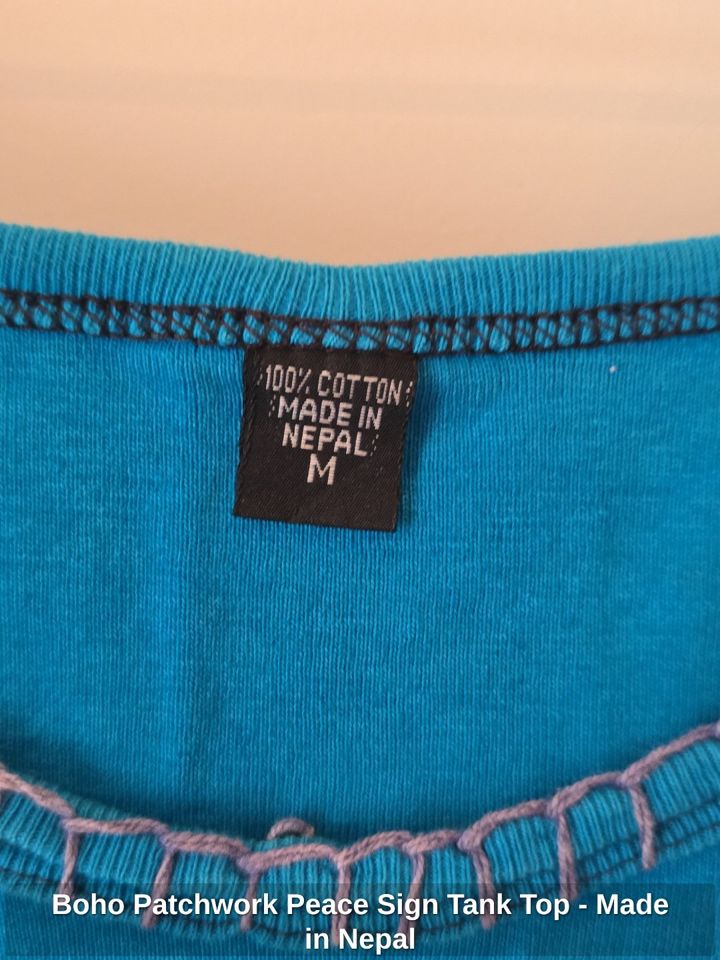 100% COTTON
MADE IN
NEPAL
M
Boho Patchwork Peace Sign Tank Top - Made
in Nepal